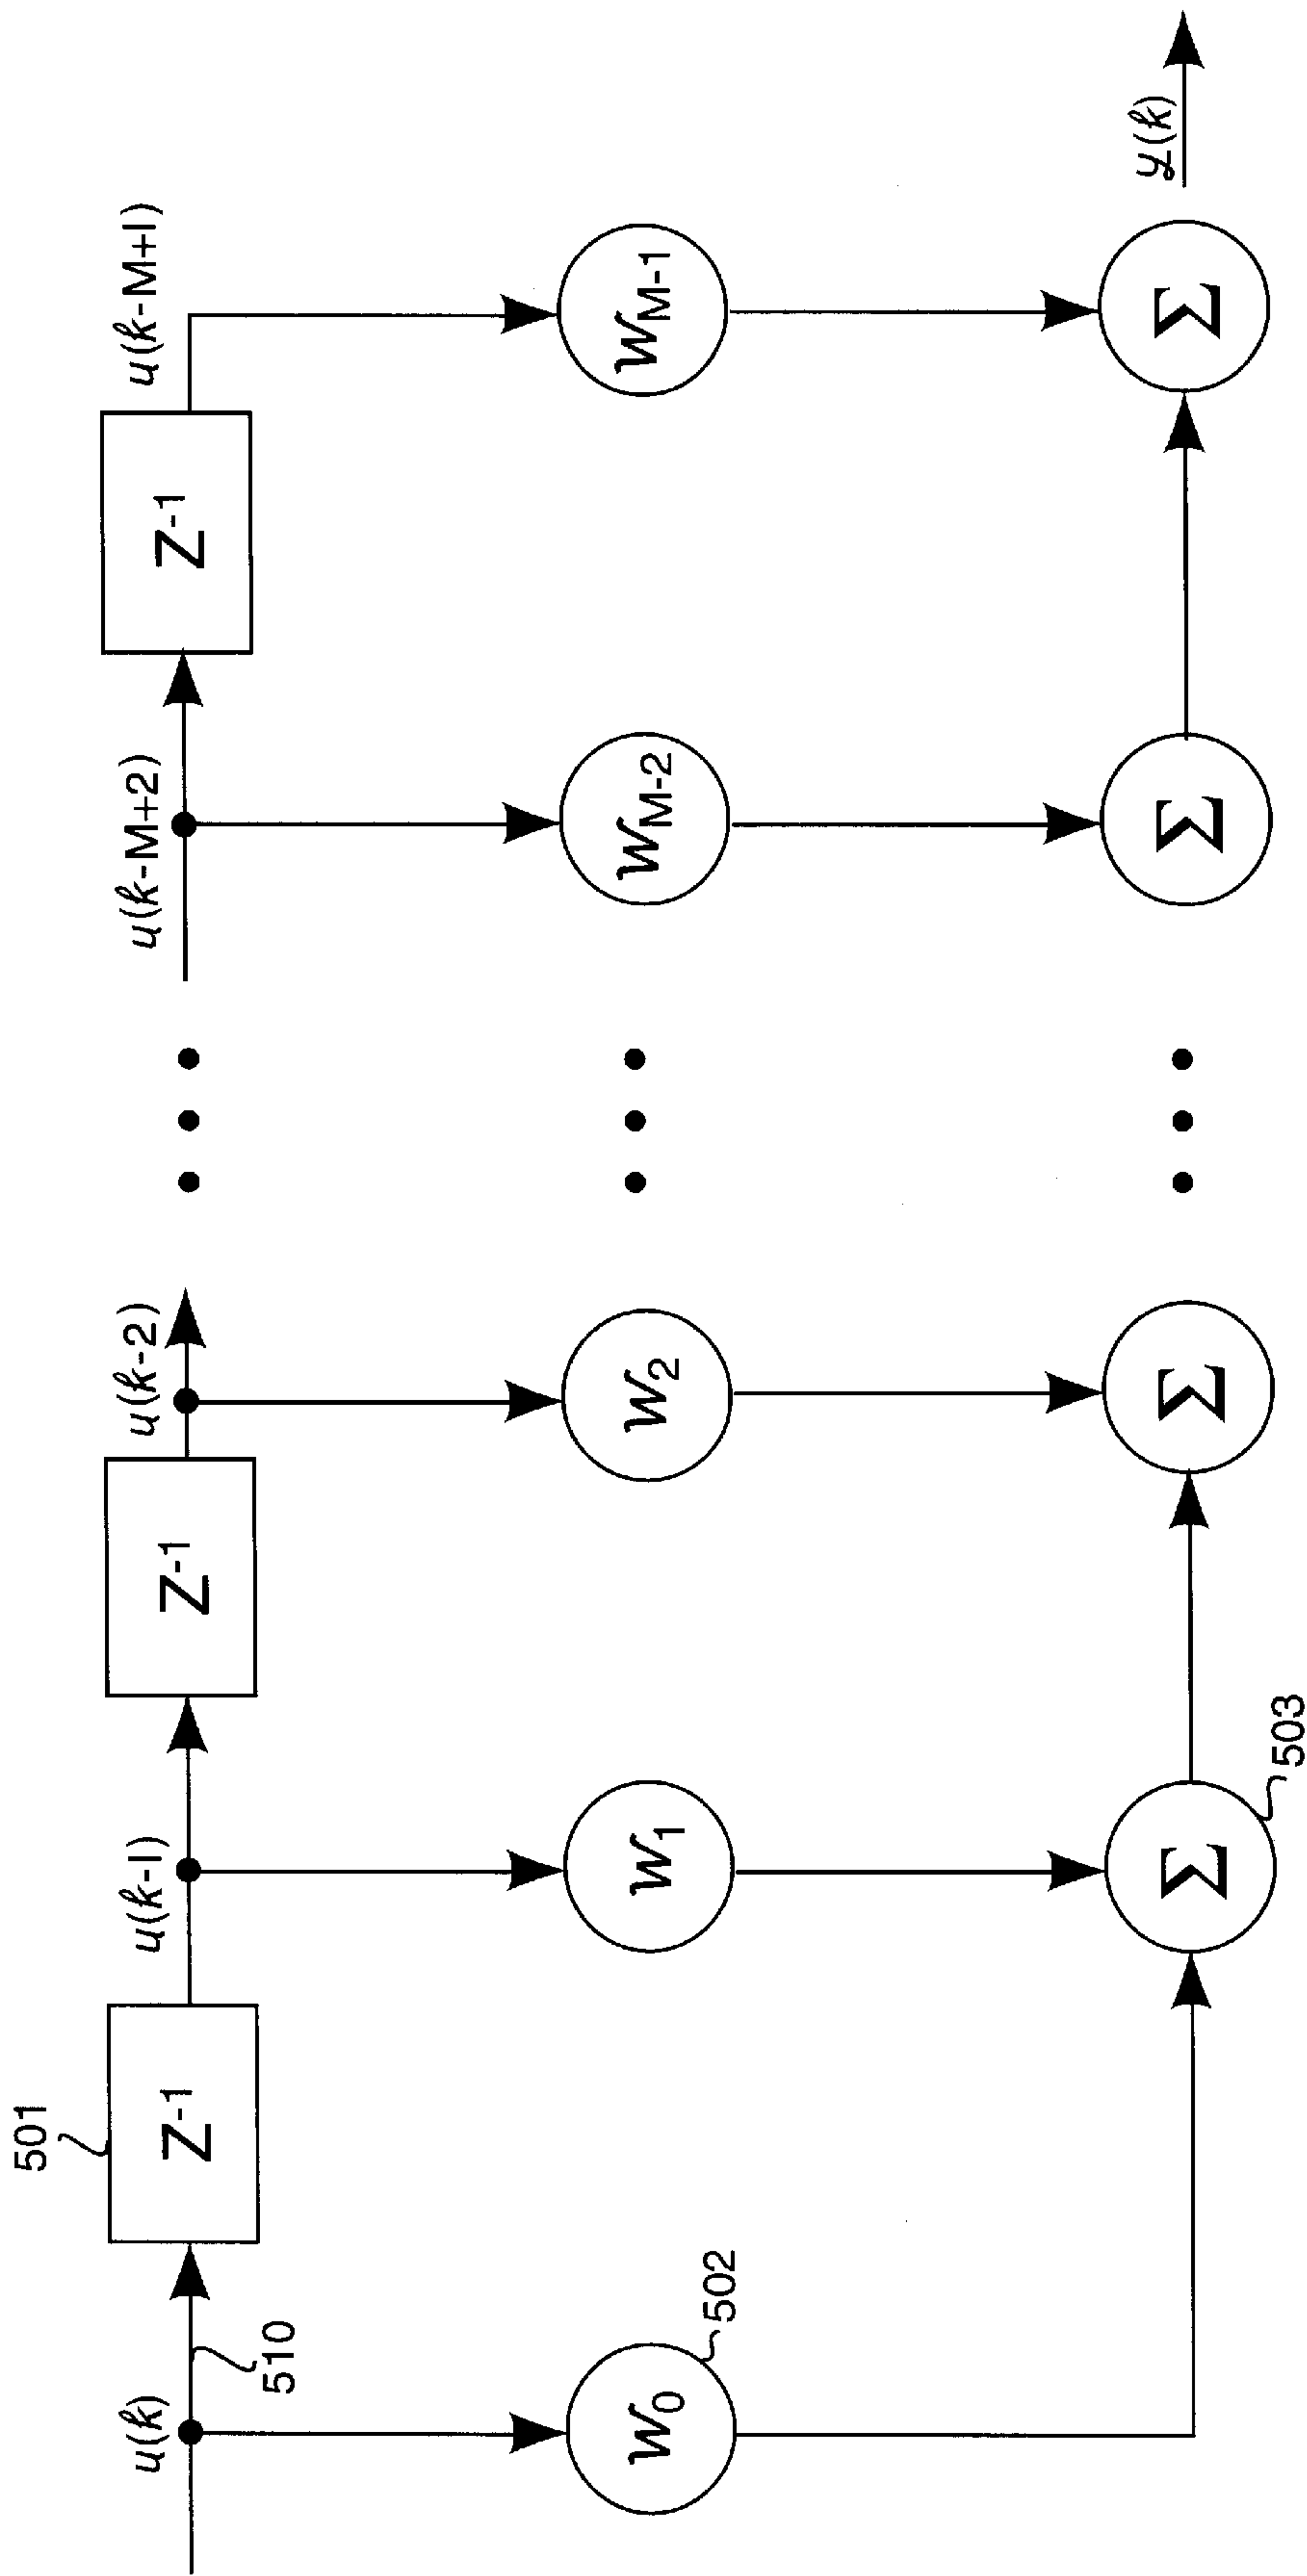 501
u(k)
510
Z-1
u(k-1)
Z-1
u(k-2)
u(k-M+2)
Z-1
u(k-M+1)
W0
502
W1
W2
WM-2
WM-1
Σ
503
Σ
Σ
Σ
y(k)